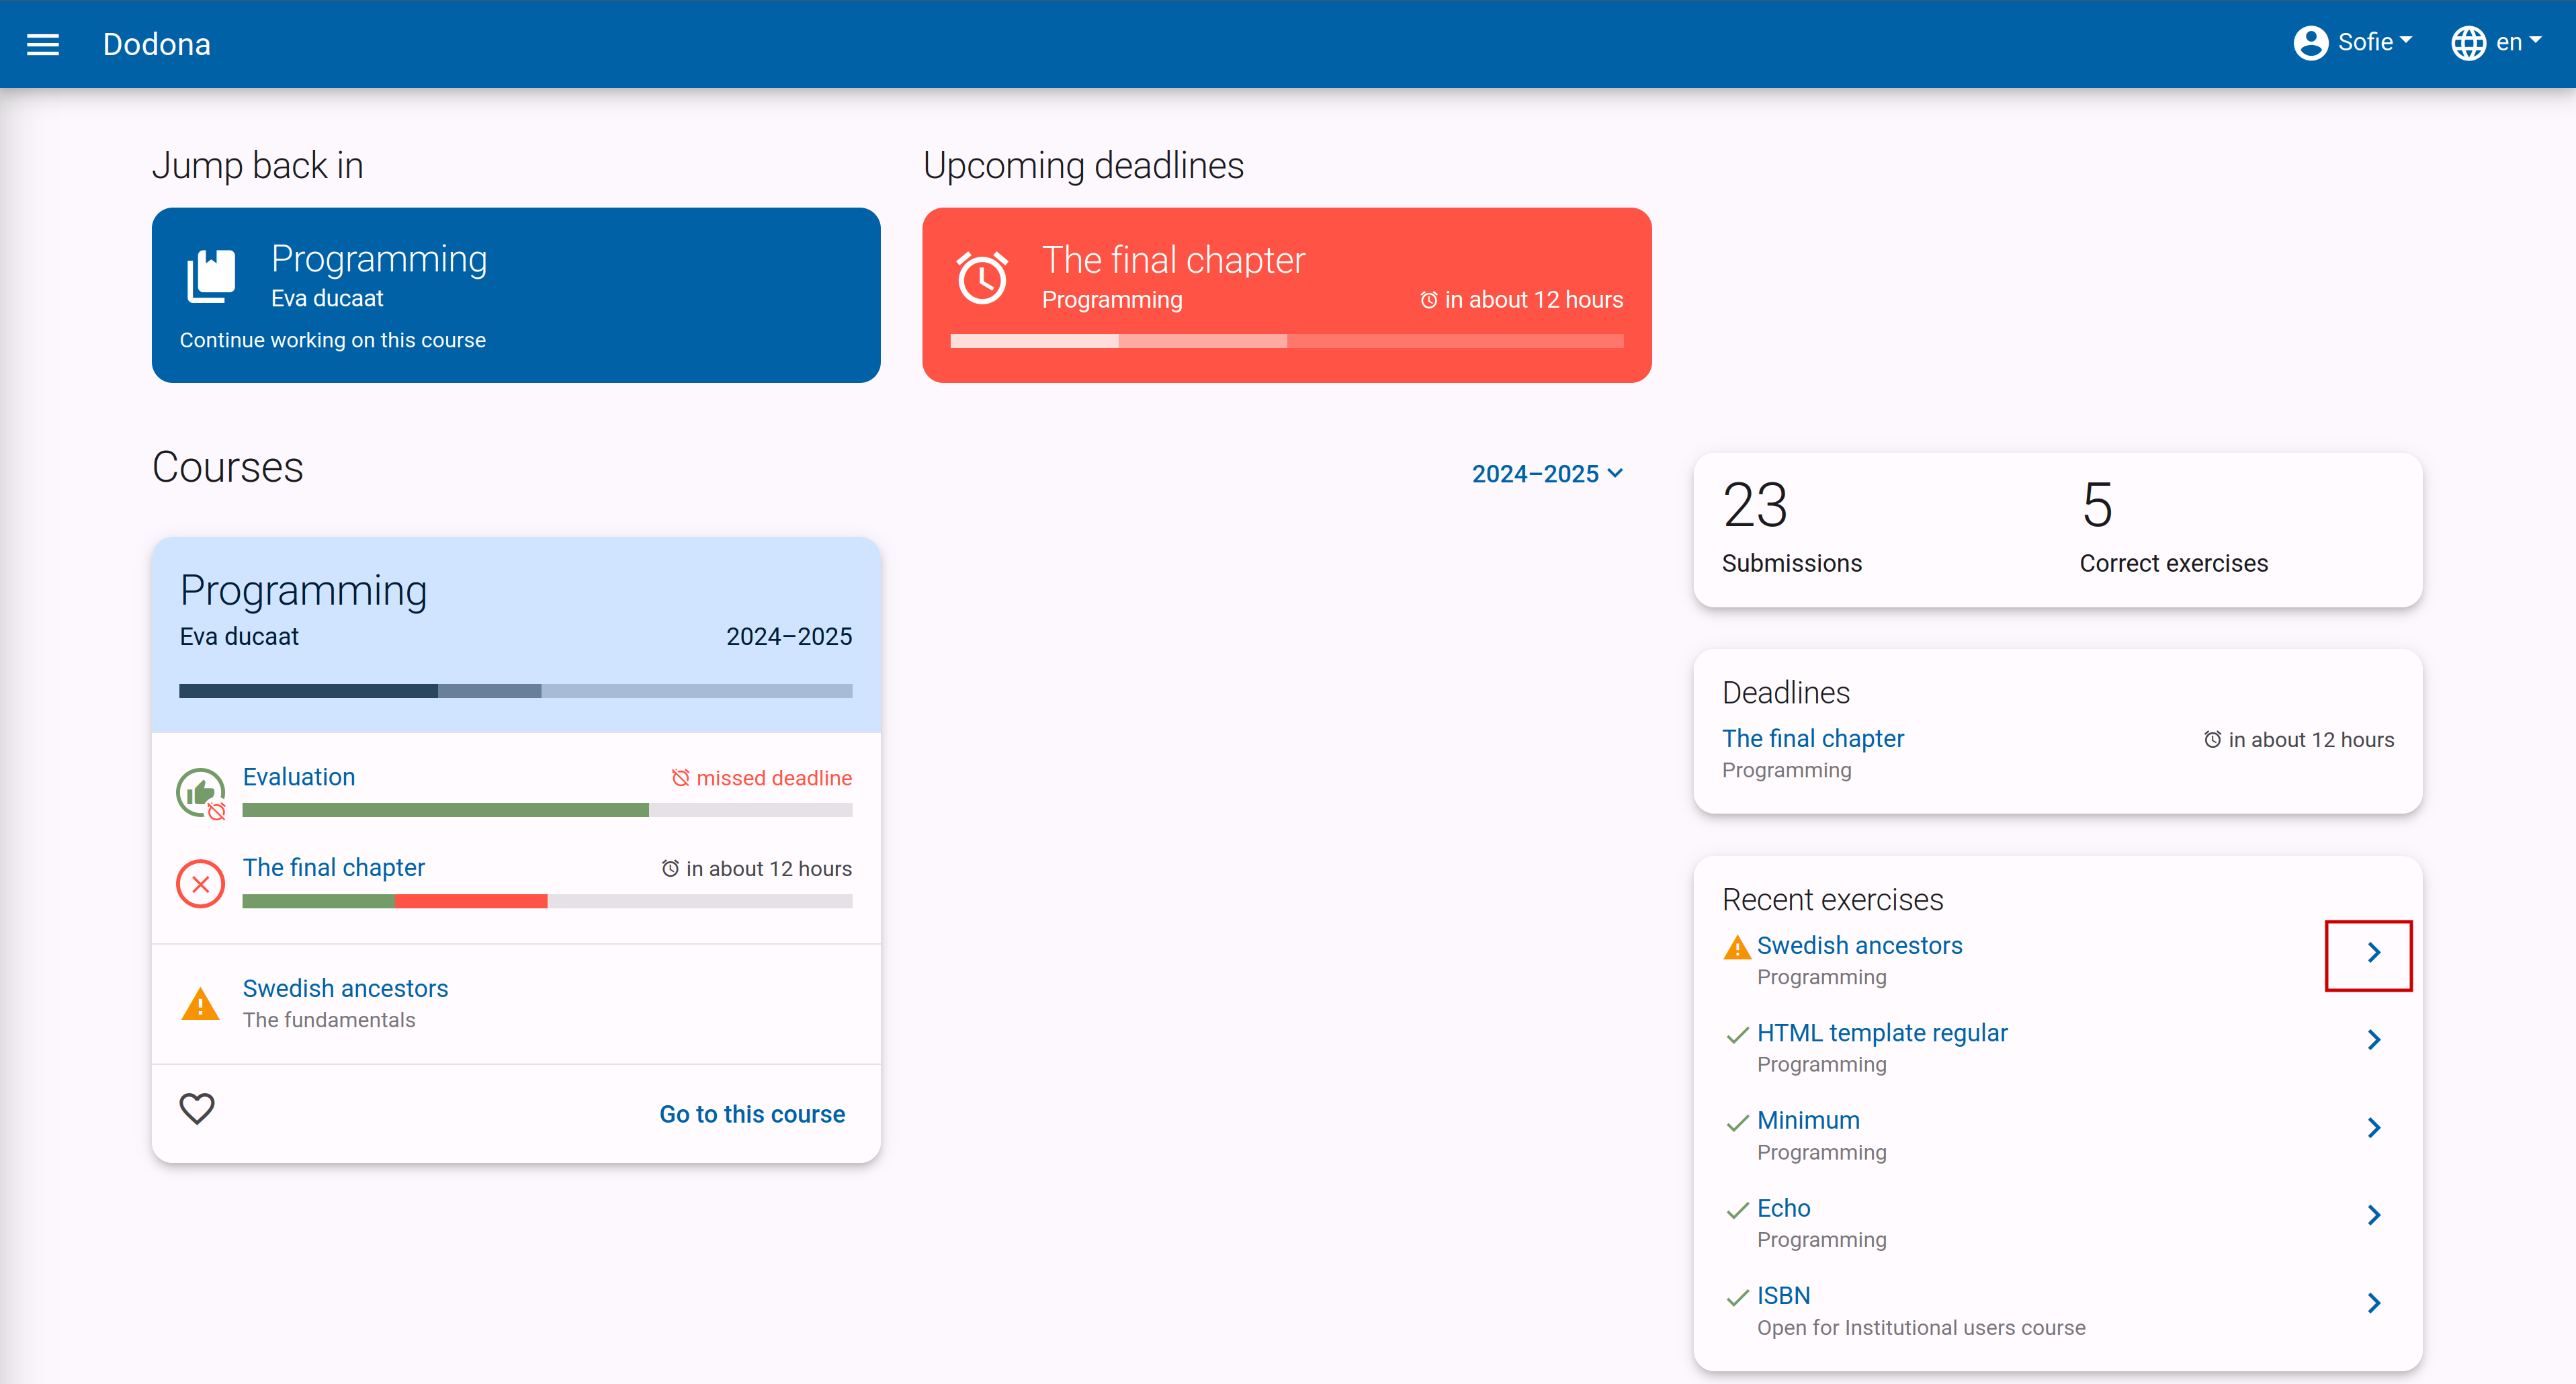 Dodona
Sofie
en
Jump back in
Programming
Eva ducaat
Continue working on this course
Upcoming deadlines
The final chapter
Programming
in about 12 hours
Courses
2024–2025
Programming
Eva ducaat
2024–2025
Evaluation
missed deadline
The final chapter
in about 12 hours
Swedish ancestors
The fundamentals
Go to this course
23
Submissions
5
Correct exercises
Deadlines
The final chapter
in about 12 hours
Programming
Recent exercises
Swedish ancestors
Programming
HTML template regular
Programming
Minimum
Programming
Echo
Programming
ISBN
Open for Institutional users course